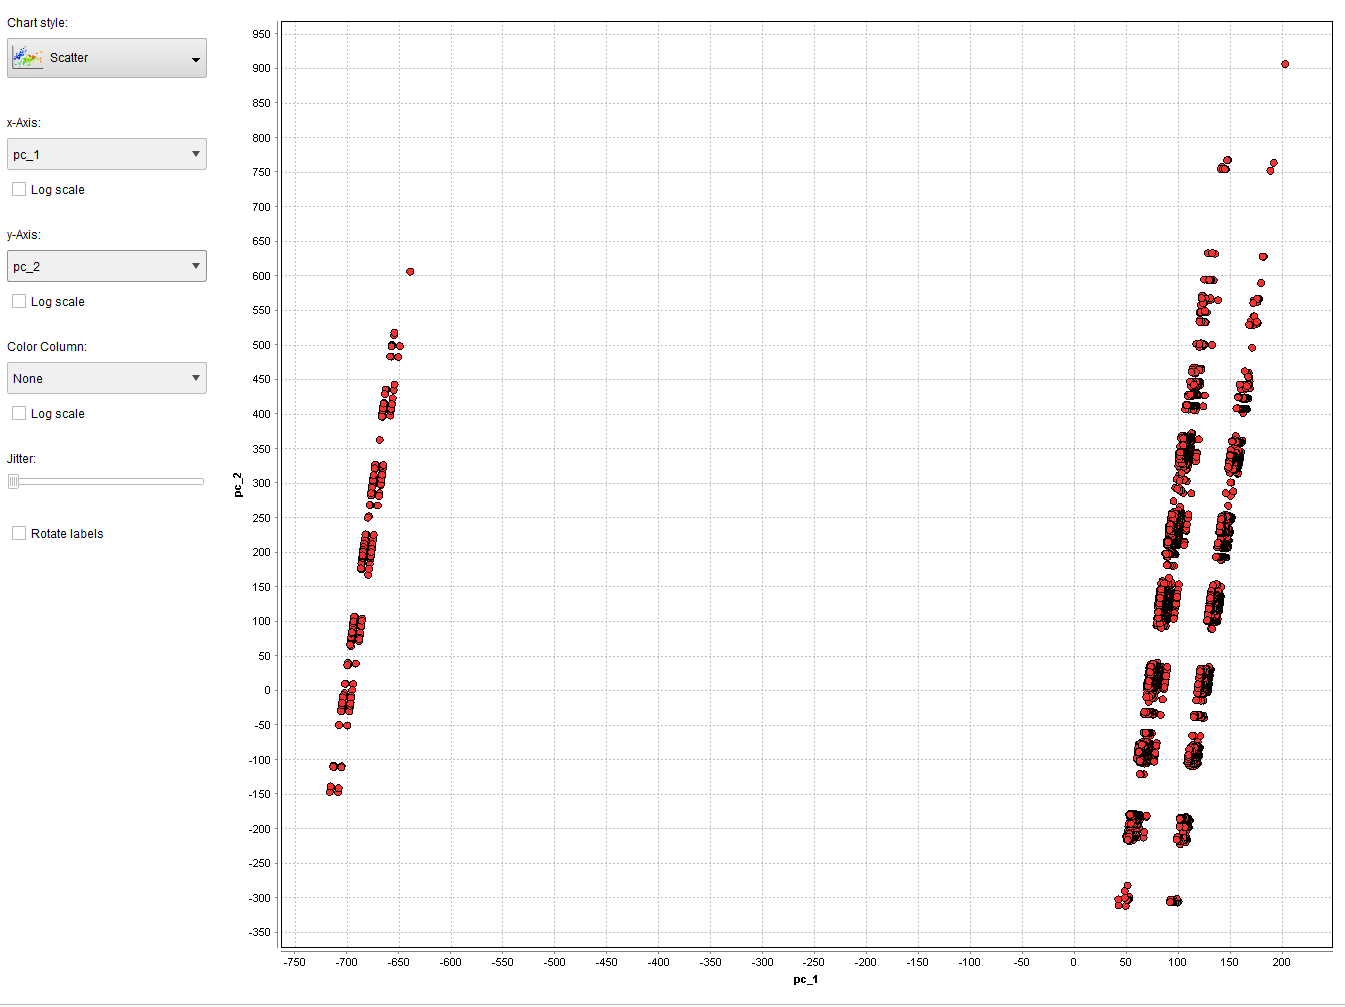 Chart style:
Scatter
x-Axis:
pc_1
Log scale
y-Axis:
pc_2
Log scale
Color Column:
None
Log scale
Jitter:
Rotate labels
950
900
850
800
750
700
650
600
550
500
450
400
350
300
250
200
150
100
50
0
-50
-100
-150
-200
-250
-300
-350
pc_2
-750 -700 -650 -600 -550 -500 -450 -400 -350 -300 -250 -200 -150 -100 -50 0 50 100 150 200
pc_1